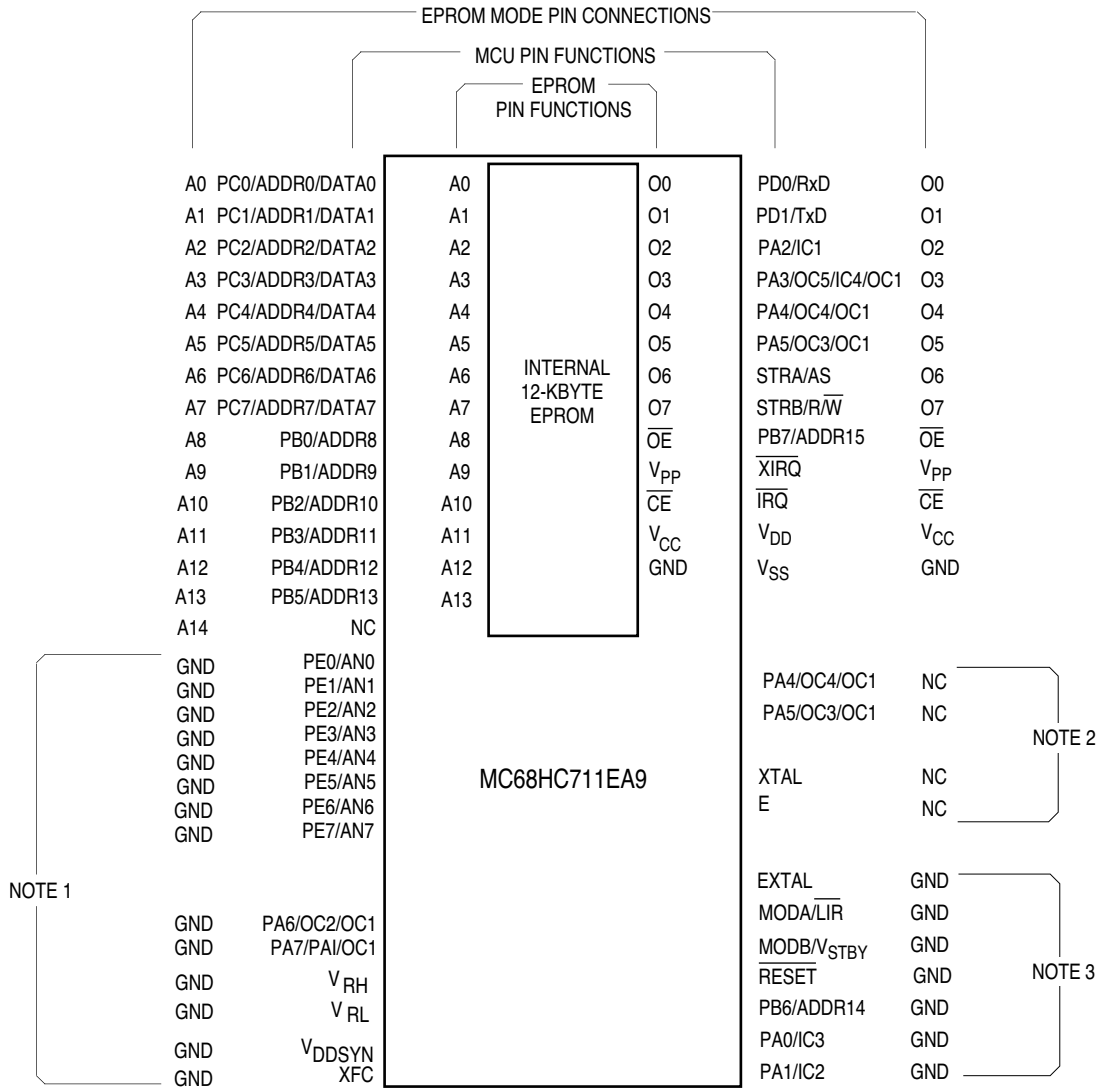 EPROM MODE PIN CONNECTIONS
MCU PIN FUNCTIONS
EPROM
PIN FUNCTIONS
A0 PC0/ADDR0/DATA0 A0 O0 PD0/RxD O0
A1 PC1/ADDR1/DATA1 A1 O1 PD1/TxD O1
A2 PC2/ADDR2/DATA2 A2 O2 PA2/IC1 O2
A3 PC3/ADDR3/DATA3 A3 O3 PA3/OC5/IC4/OC1 O3
A4 PC4/ADDR4/DATA4 A4 O4 PA4/OC4/OC1 O4
A5 PC5/ADDR5/DATA5 A5 O5 PA5/OC3/OC1 O5
A6 PC6/ADDR6/DATA6 A6 O6 STRA/AS O6
A7 PC7/ADDR7/DATA7 A7 O7 STRB/R/W̅ O7
INTERNAL
12-KBYTE
EPROM
A8 PB0/ADDR8 A8 O̅E̅ PB7/ADDR15 O̅E̅
A9 PB1/ADDR9 A9 VPP X̅I̅R̅Q̅ VPP
A10 PB2/ADDR10 A10 C̅E̅ I̅R̅Q̅ C̅E̅
A11 PB3/ADDR11 A11 VCC VDD VCC
A12 PB4/ADDR12 A12 GND VSS GND
A13 PB5/ADDR13 A13
A14 NC
GND PE0/AN0
GND PE1/AN1
GND PE2/AN2
GND PE3/AN3
GND PE4/AN4
GND PE5/AN5
GND PE6/AN6
GND PE7/AN7
NOTE 1
GND PA6/OC2/OC1
GND PA7/PAI/OC1
GND VRH
GND VRL
GND VDDSYN
GND XFC
MC68HC711EA9
PA4/OC4/OC1 NC
PA5/OC3/OC1 NC
NOTE 2
XTAL NC
E NC
EXTAL GND
MODA/L̅I̅R̅ GND
MODB/VSTBY GND
R̅E̅S̅E̅T̅ GND
NOTE 3
PB6/ADDR14 GND
PA0/IC3 GND
PA1/IC2 GND